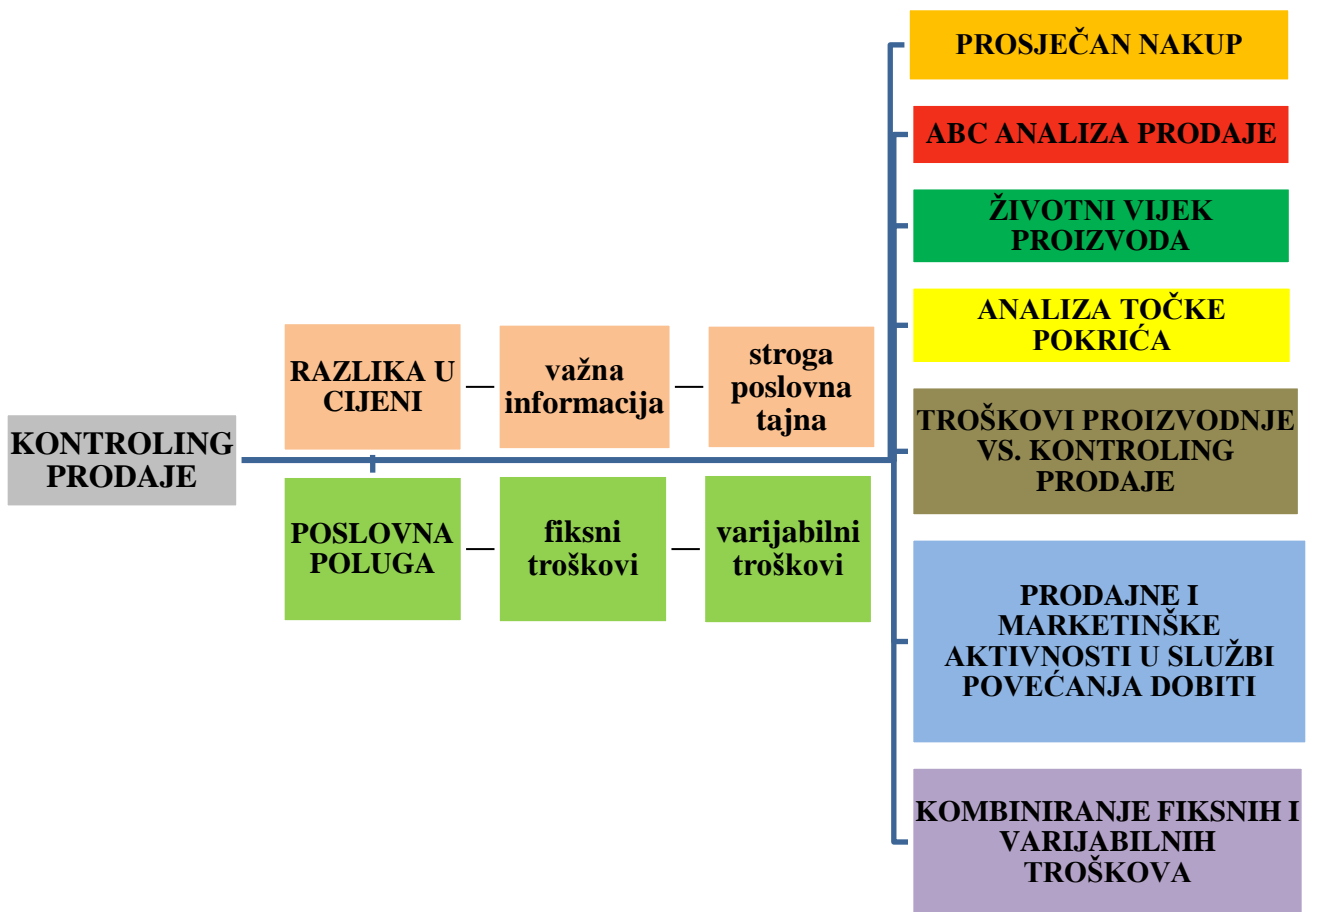 KONTROLING
PRODAJE
RAZLIKA U
CIJENI
važna
informacija
stroga
poslovna
tajna
POSLOVNA
POLUGA
fiksni
troškovi
varijabilni
troškovi
PROSJEČAN NAKUP
ABC ANALIZA PRODAJE
ŽIVOTNI VIJEK
PROIZVODA
ANALIZA TOČKE
POKRIĆA
TROŠKOVI PROIZVODNJE
VS. KONTROLING
PRODAJE
PRODAJNE I
MARKETINŠKE
AKTIVNOSTI U SLUŽBI
POVEĆANJA DOBITI
KOMBINIRANJE FIKSNIH I
VARIJABILNIH
TROŠKOVA